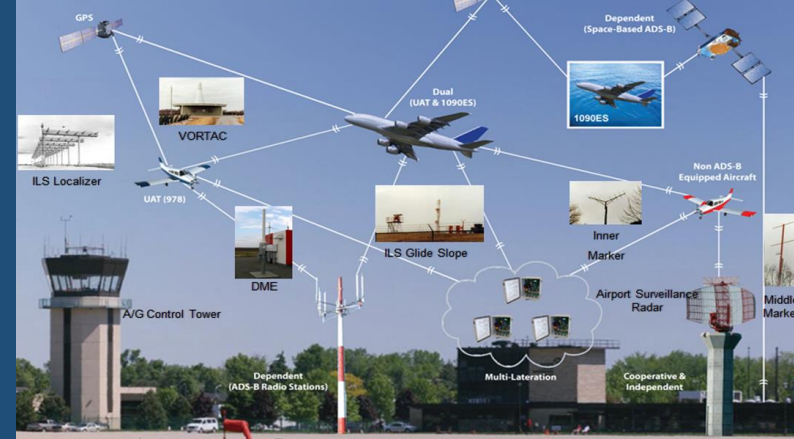 GPS
Dependent
(Space-Based ADS-B)
Dual
(UAT & 1090ES)
1090ES
VORTAC
ILS Localizer
UAT (978)
Non ADS-B
Equipped Aircraft
ILS Glide Slope
Inner
Marker
DME
A/G Control Tower
Airport Surveillance
Radar
Middle
Marke
Dependent
(ADS-B Radio Stations)
Multi-Lateration
Cooperative &
Independent